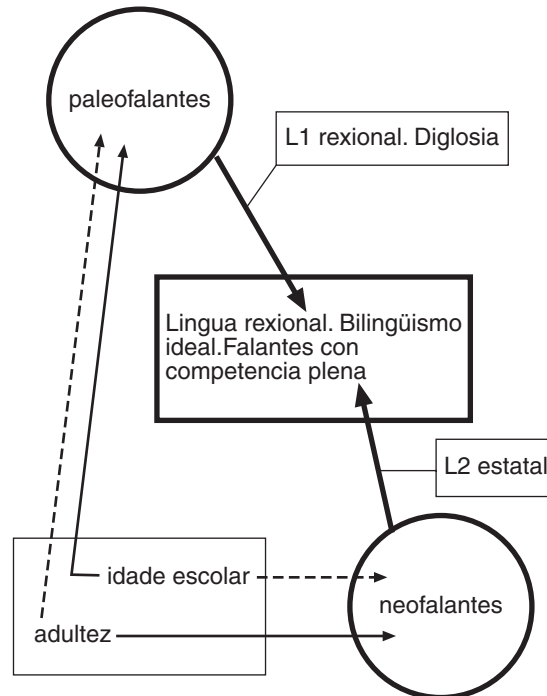 paleofalantes
L1 rexional. Diglosia
Lingua rexional. Bilingüismo
ideal.Falantes con
competencia plena
L2 estatal
idade escolar
neofalantes
adultez